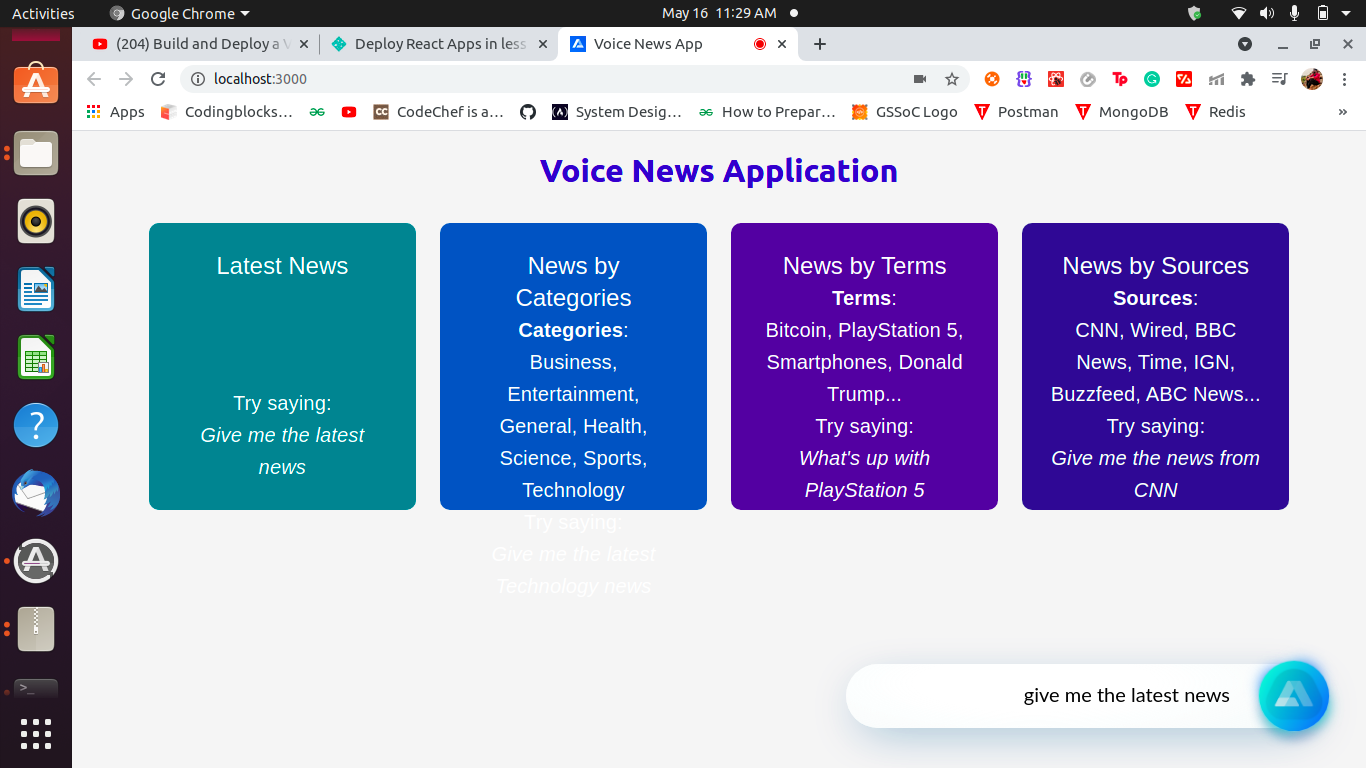 Activities
Google Chrome
May 16 11:29 AM
(204) Build and Deploy a V
Deploy React Apps in less
Voice News App
localhost:3000
Apps
Codingblocks…
CC
CodeChef is a…
System Desig…
How to Prepar…
GSSoC Logo
Postman
MongoDB
Redis
»
Voice News Application
Latest News
Try saying:
Give me the latest
news
News by
Categories
Categories:
Business,
Entertainment,
General, Health,
Science, Sports,
Technology
Try saying:
Give me the latest
Technology news
News by Terms
Terms:
Bitcoin, PlayStation 5,
Smartphones, Donald
Trump...
Try saying:
What's up with
PlayStation 5
News by Sources
Sources:
CNN, Wired, BBC
News, Time, IGN,
Buzzfeed, ABC News...
Try saying:
Give me the news from
CNN
give me the latest news